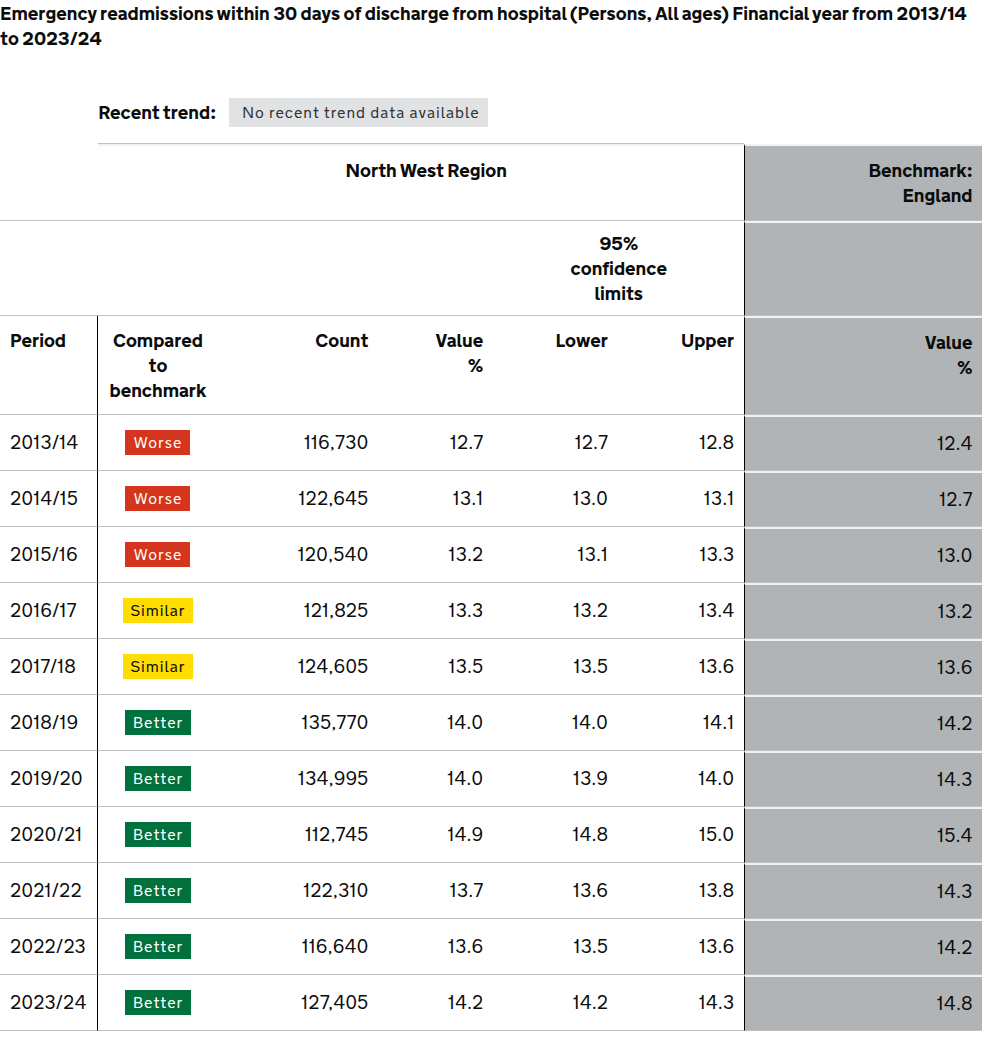 Emergency readmissions within 30 days of discharge from hospital (Persons, All ages) Financial year from 2013/14
to 2023/24
Recent trend: No recent trend data available
North West Region Benchmark:
England
95%
confidence
limits
Period Compared Count Value Lower Upper Value
to % %
benchmark
2013/14 Worse 116,730 12.7 12.7 12.8 12.4
2014/15 Worse 122,645 13.1 13.0 13.1 12.7
2015/16 Worse 120,540 13.2 13.1 13.3 13.0
2016/17 Similar 121,825 13.3 13.2 13.4 13.2
2017/18 Similar 124,605 13.5 13.5 13.6 13.6
2018/19 Better 135,770 14.0 14.0 14.1 14.2
2019/20 Better 134,995 14.0 13.9 14.0 14.3
2020/21 Better 112,745 14.9 14.8 15.0 15.4
2021/22 Better 122,310 13.7 13.6 13.8 14.3
2022/23 Better 116,640 13.6 13.5 13.6 14.2
2023/24 Better 127,405 14.2 14.2 14.3 14.8